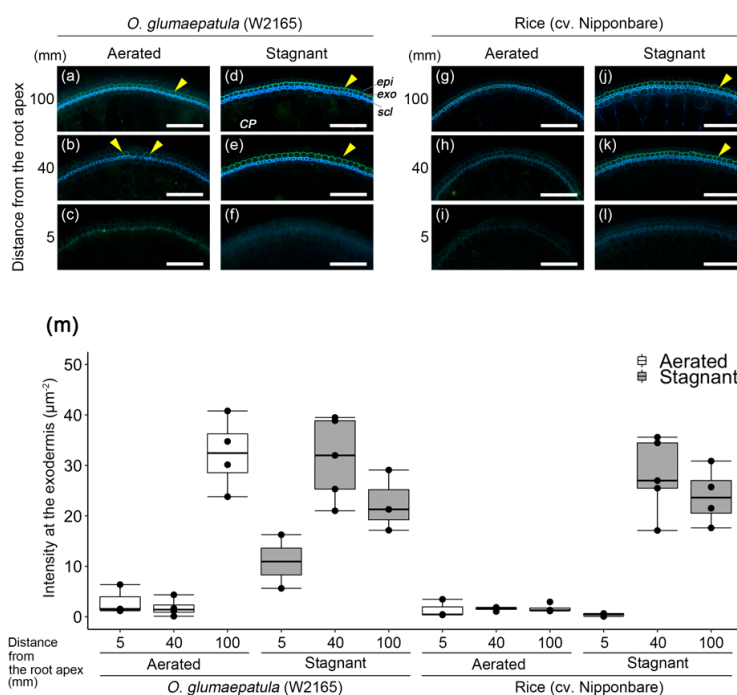 O. glumaepatula (W2165)
Rice (cv. Nipponbare)
(mm)
Aerated
Stagnant
Aerated
Stagnant
Distance from the root apex
100
(a)
(d)
epi
exo
scl
CP
100
(g)
(j)
40
(b)
(e)
40
(h)
(k)
5
(c)
(f)
5
(i)
(l)
(m)
Intensity at the exodermis (μm⁻²)
50
40
30
20
10
0
Aerated
Stagnant
Distance from the root apex (mm)
5 40 100 5 40 100 5 40 100 5 40 100
Aerated Stagnant Aerated Stagnant
O. glumaepatula (W2165) Rice (cv. Nipponbare)